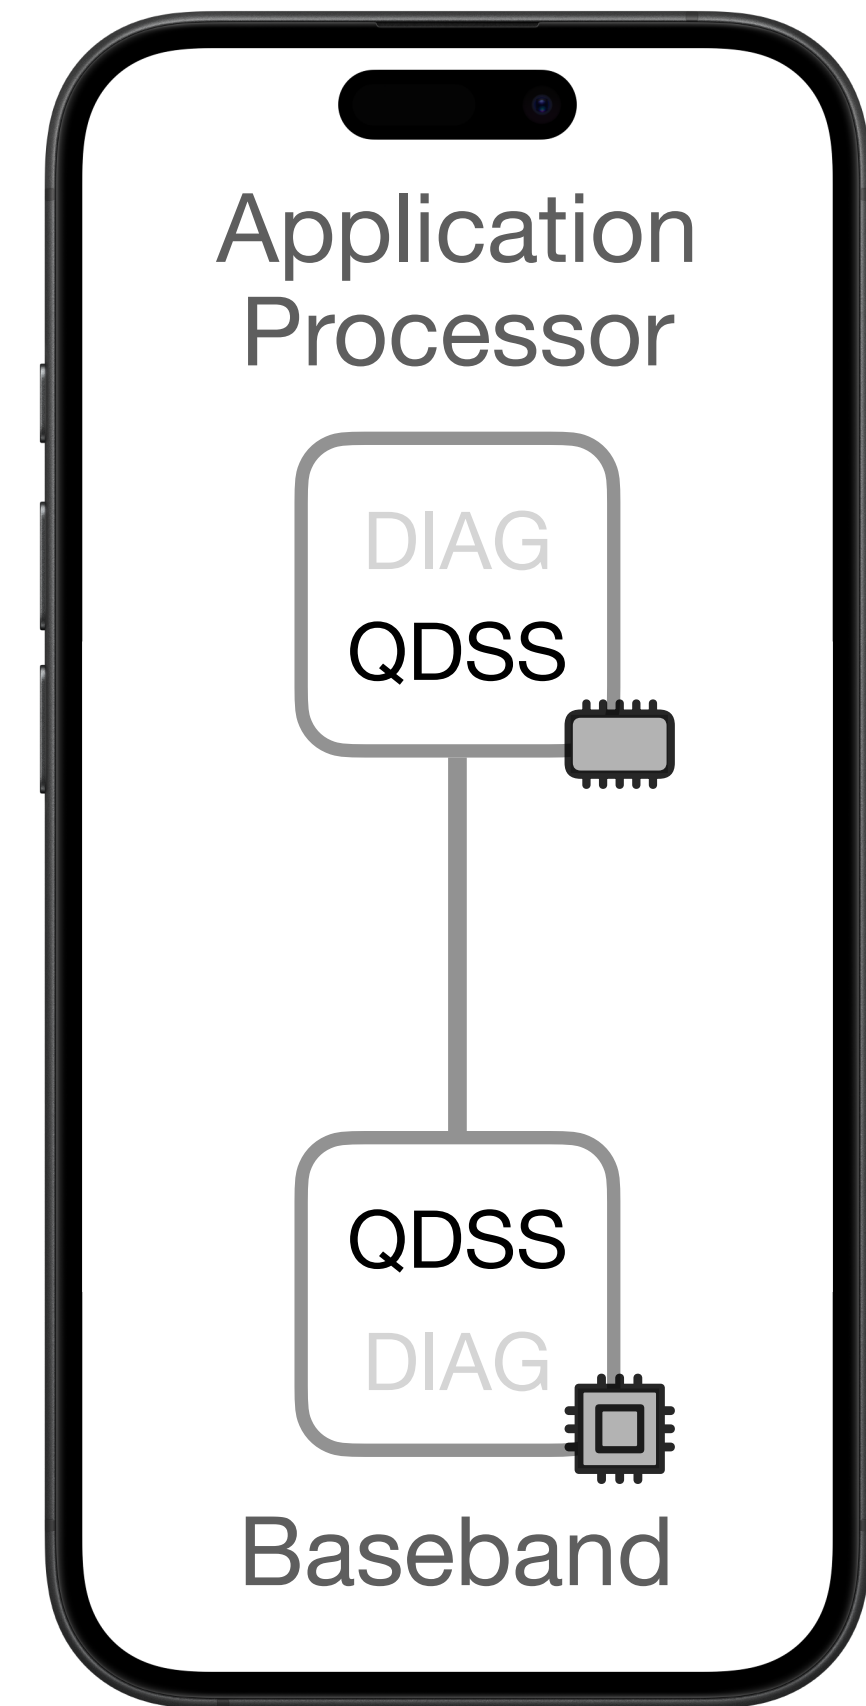 Application
Processor
DIAG
QDSS
QDSS
DIAG
Baseband